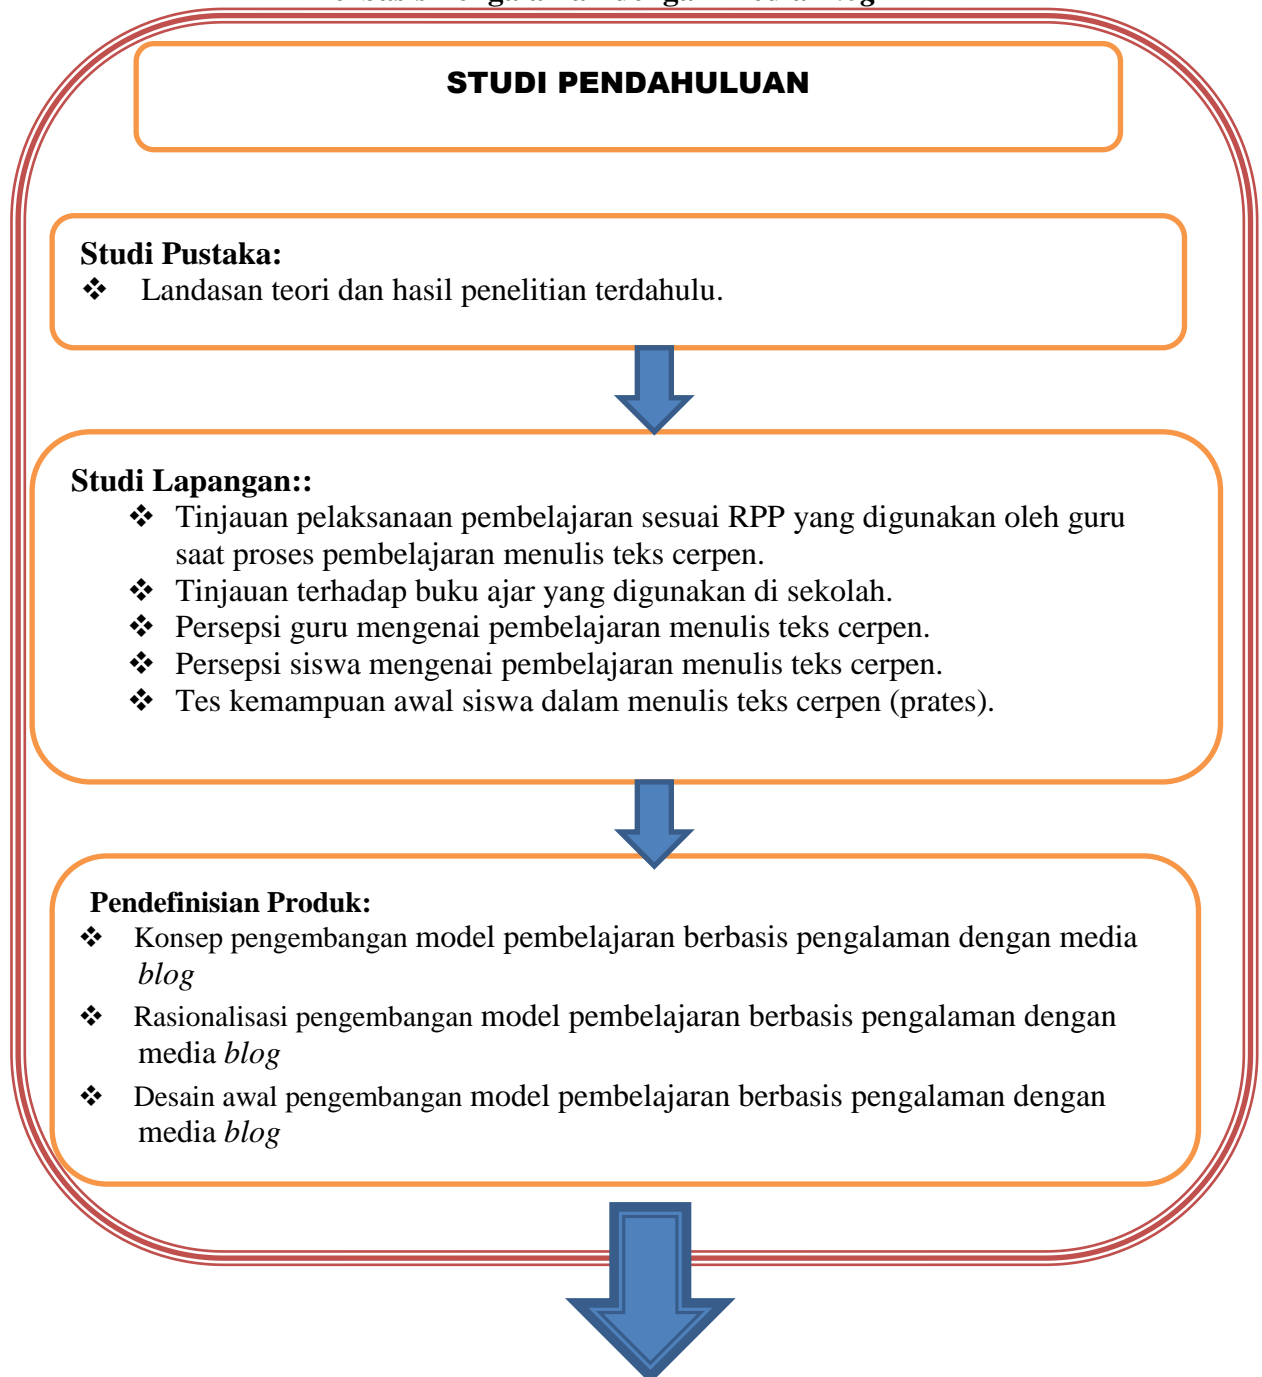 STUDI PENDAHULUAN
Studi Pustaka:
❖ Landasan teori dan hasil penelitian terdahulu.
Studi Lapangan::
❖ Tinjauan pelaksanaan pembelajaran sesuai RPP yang digunakan oleh guru
saat proses pembelajaran menulis teks cerpen.
❖ Tinjauan terhadap buku ajar yang digunakan di sekolah.
❖ Persepsi guru mengenai pembelajaran menulis teks cerpen.
❖ Persepsi siswa mengenai pembelajaran menulis teks cerpen.
❖ Tes kemampuan awal siswa dalam menulis teks cerpen (prates).
Pendefinisian Produk:
❖ Konsep pengembangan model pembelajaran berbasis pengalaman dengan media
blog
❖ Rasionalisasi pengembangan model pembelajaran berbasis pengalaman dengan
media blog
❖ Desain awal pengembangan model pembelajaran berbasis pengalaman dengan
media blog